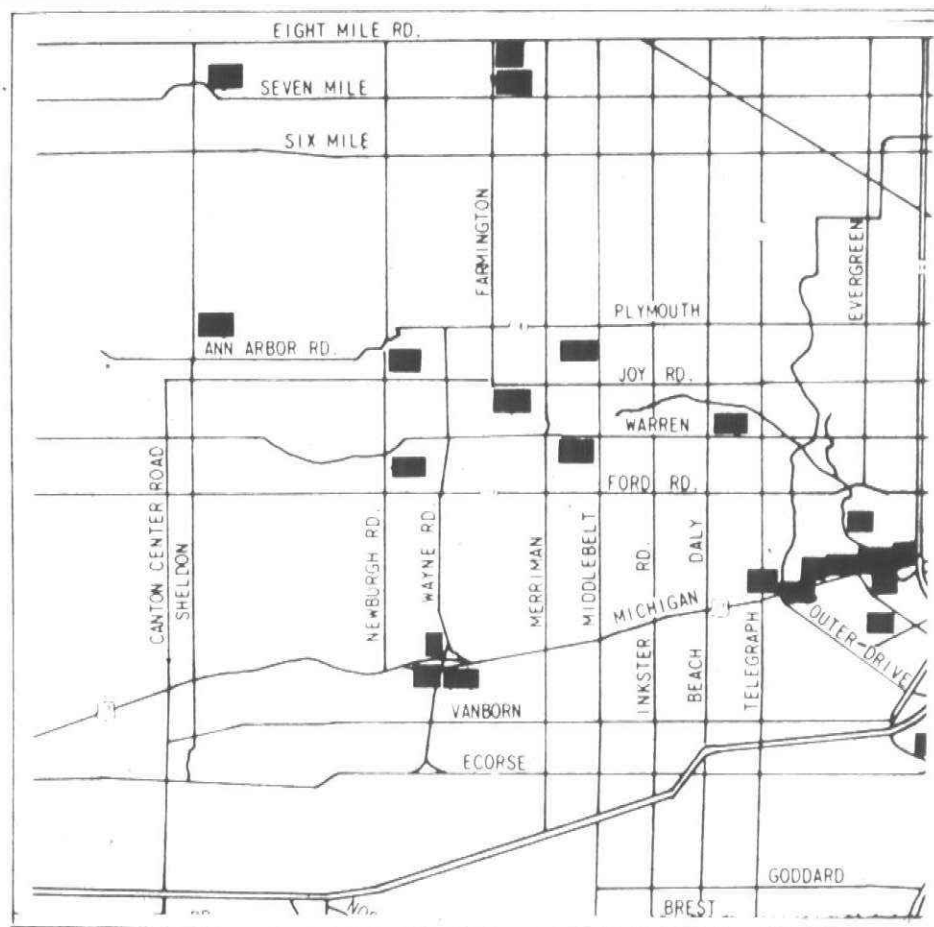 EIGHT MILE RD.
SEVEN MILE
SIX MILE
FARMINGTON
EVERGREEN
PLYMOUTH
ANN ARBOR RD.
JOY RD.
WARREN
FORD RD.
CANTON CENTER ROAD
SHELDON
NEWBURGH RD.
WAYNE RD.
MERRIMAN
MIDDLEBELT
INKSTER RD.
BEACH DALY
TELEGRAPH
MICHIGAN
OUTER-DRIVE
VANBORN
ECORSE
GODDARD
BREST